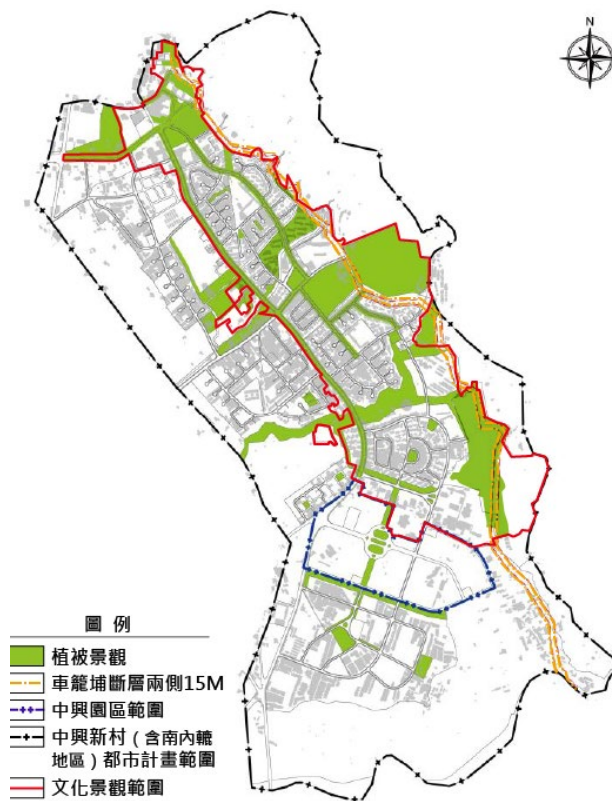 N
圖 例
植被景觀
車籠埔斷層兩側15M
中興園區範圍
中興新村（含南內轆
地區）都市計畫範圍
文化景觀範圍